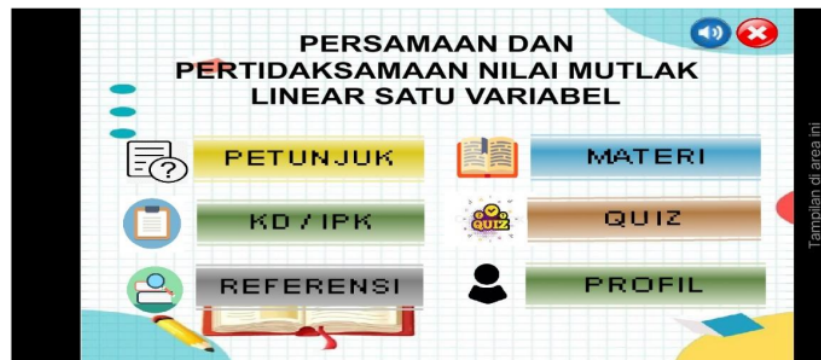 PERSAMAAN DAN
PERTIDAKSAMAAN NILAI MUTLAK
LINEAR SATU VARIABEL
PETUNJUK
MATERI
KD / IPK
QUIZ
QUIZ
REFERENSI
PROFIL
Tampilan di area ini